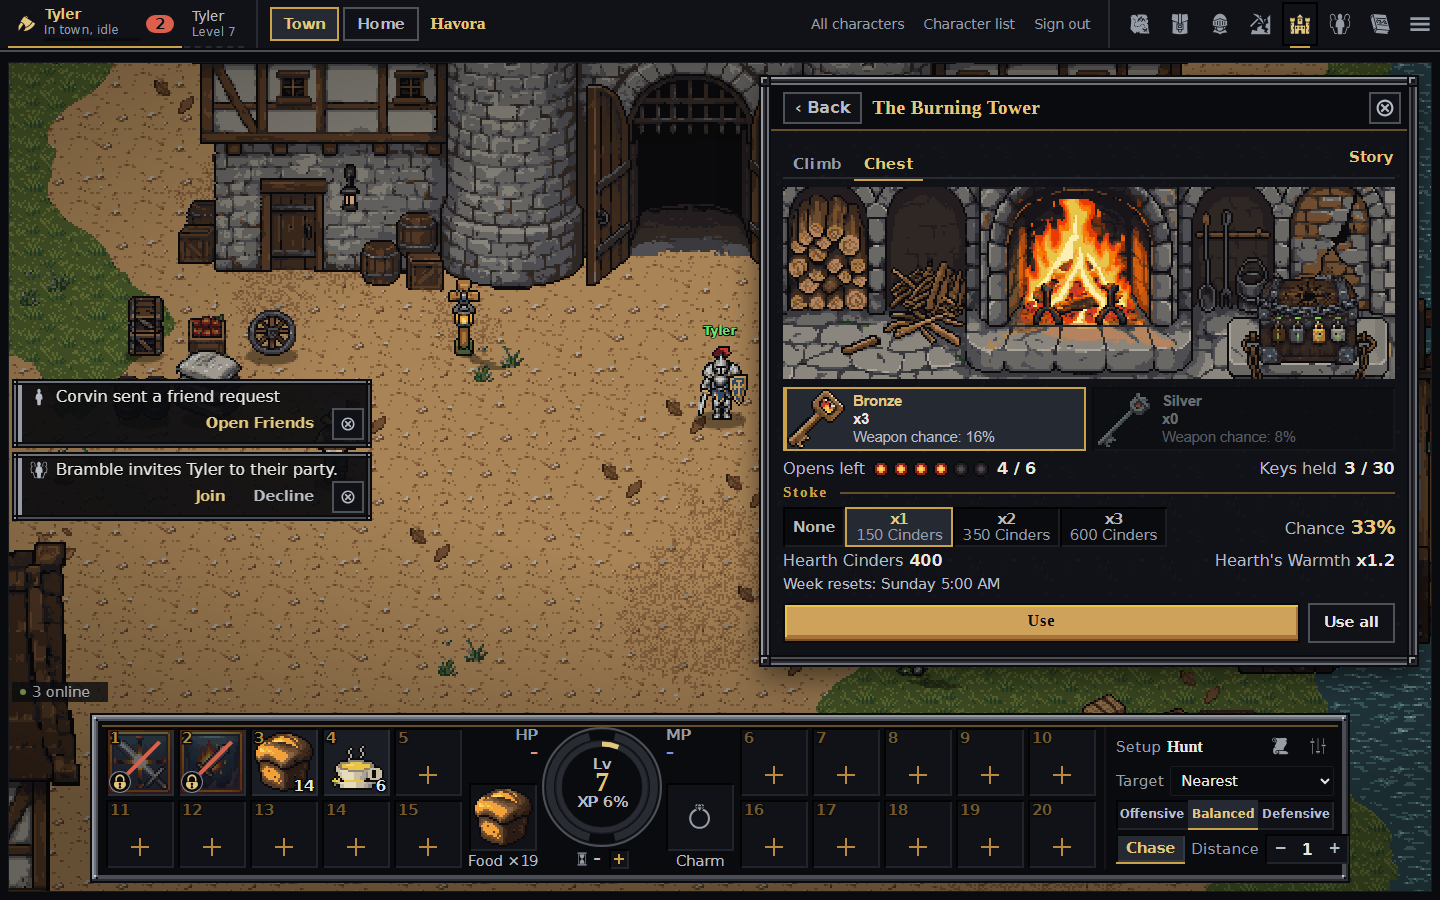 Tyler
In town, idle
2
Tyler
Level 7
Town
Home
Havora
All characters
Character list
Sign out
‹ Back
The Burning Tower
Climb
Chest
Story
Tyler
Bronze
x3
Weapon chance: 16%
Silver
x0
Weapon chance: 8%
Opens left
4 / 6
Keys held 3 / 30
Stoke
None
x1
150 Cinders
x2
350 Cinders
x3
600 Cinders
Chance 33%
Hearth Cinders 400
Hearth's Warmth x1.2
Week resets: Sunday 5:00 AM
Use
Use all
Corvin sent a friend request
Open Friends
Bramble invites Tyler to their party.
Join
Decline
3 online
1
2
3
14
4
6
5
HP
-
Lv
7
XP 6%
MP
-
6
7
8
9
10
11
12
13
14
15
Food ×19
-
+
Charm
16
17
18
19
20
Setup Hunt
Target
Nearest
Offensive
Balanced
Defensive
Chase
Distance
− 1 +